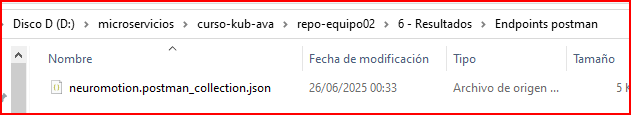 Disco D (D:) > microservicios > curso-kub-ava > repo-equipo02 > 6 - Resultados > Endpoints postman
Nombre Fecha de modificación Tipo Tamaño
neuromotion.postman_collection.json 26/06/2025 00:33 Archivo de origen ... 5 K